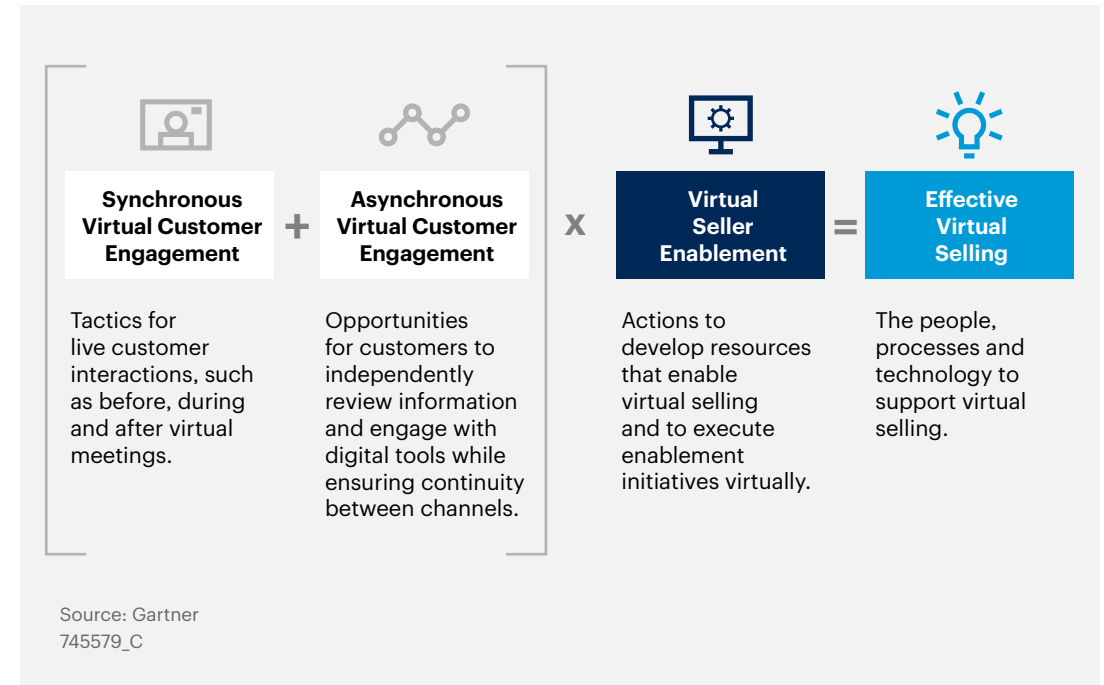 Synchronous
Virtual Customer
Engagement
+
Asynchronous
Virtual Customer
Engagement
x
Virtual
Seller
Enablement
=
Effective
Virtual
Selling
Tactics for
live customer
interactions, such
as before, during
and after virtual
meetings.
Opportunities
for customers to
independently
review information
and engage with
digital tools while
ensuring continuity
between channels.
Actions to
develop resources
that enable
virtual selling
and to execute
enablement
initiatives virtually.
The people,
processes and
technology to
support virtual
selling.
Source: Gartner
745579_C